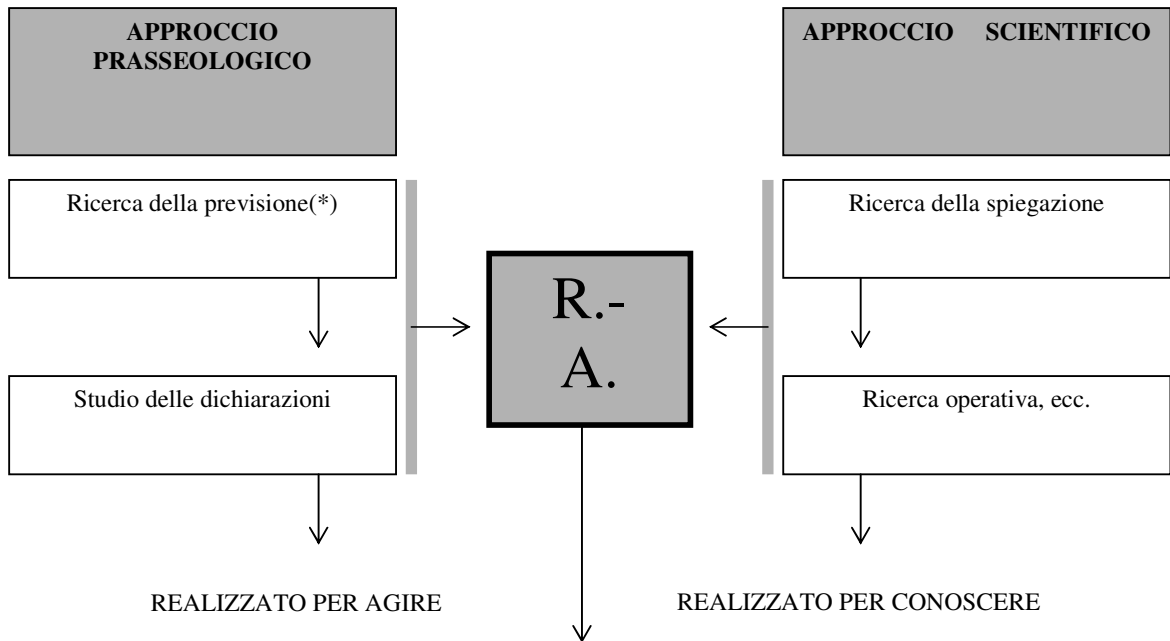 APPROCCIO
PRASSEOLOGICO
APPROCCIO SCIENTIFICO
Ricerca della previsione(*)
Ricerca della spiegazione
R.-
A.
Studio delle dichiarazioni
Ricerca operativa, ecc.
REALIZZATO PER AGIRE
REALIZZATO PER CONOSCERE